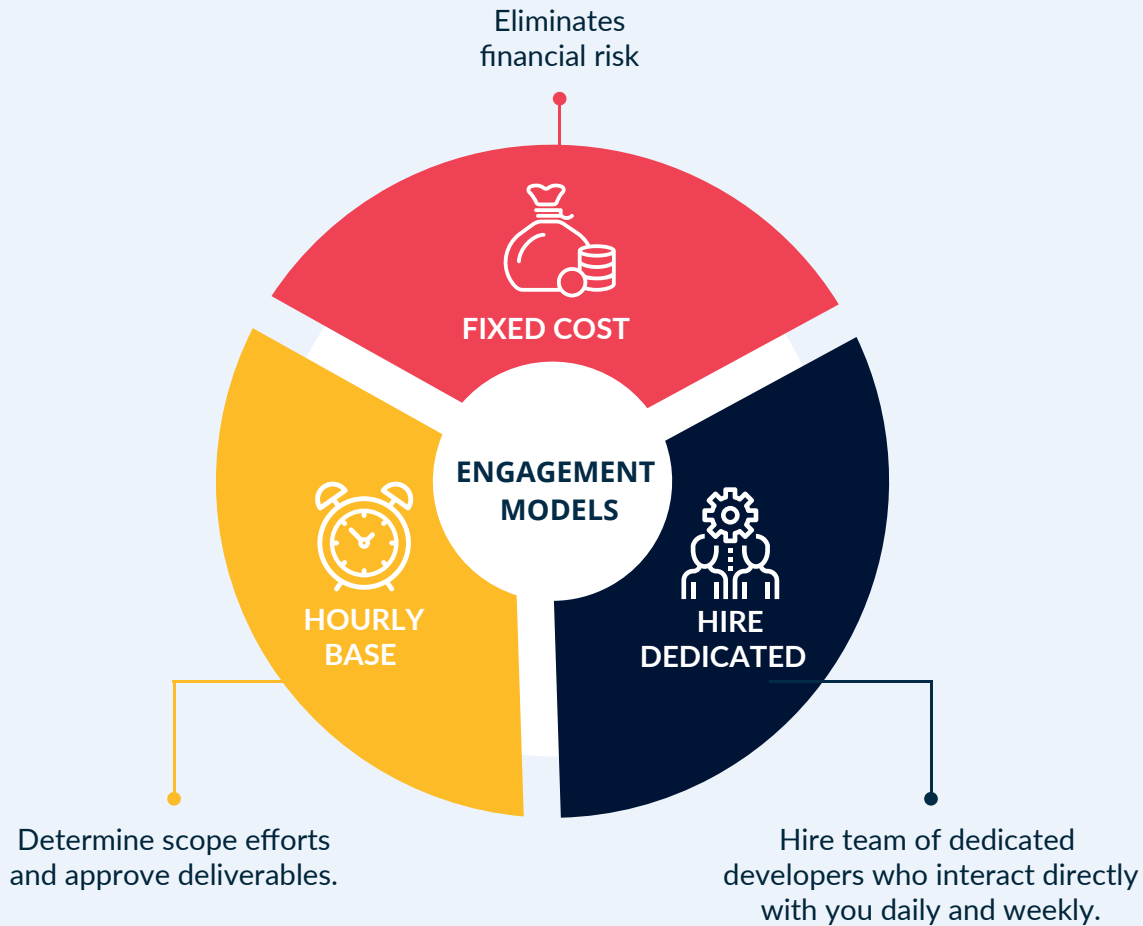 Eliminates
financial risk
FIXED COST
ENGAGEMENT
MODELS
HOURLY
BASE
HIRE
DEDICATED
Determine scope efforts
and approve deliverables.
Hire team of dedicated
developers who interact directly
with you daily and weekly.